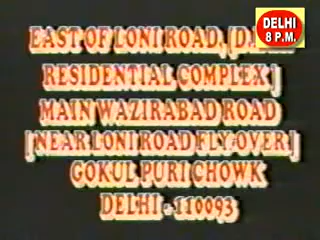 DELHI
8 P.M.
EAST OF LONI ROAD,
RESIDENTIAL COMPLEX ]
MAIN WAZIRABAD ROAD
[ NEAR LONI ROAD FLY OVER ]
GOKUL PURI CHOWK
DELHI - 110093